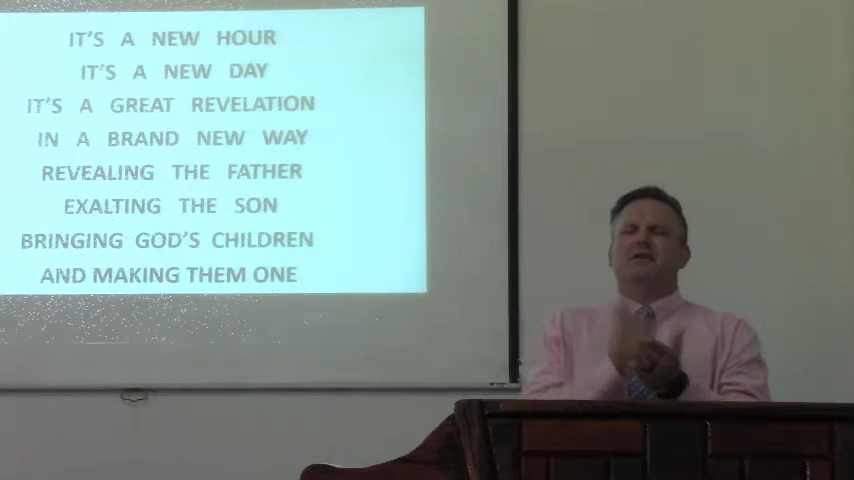 IT'S A NEW HOUR
IT'S A NEW DAY
IT'S A GREAT REVELATION
IN A BRAND NEW WAY
REVEALING THE FATHER
EXALTING THE SON
BRINGING GOD'S CHILDREN
AND MAKING THEM ONE